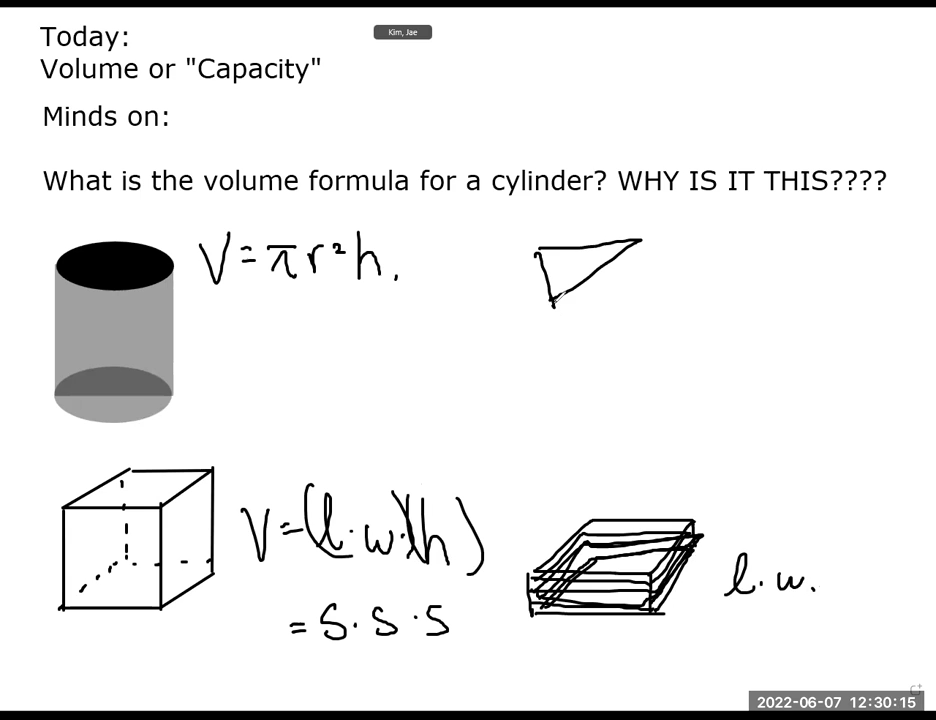 Today:
Kim, Jae
Volume or "Capacity"
Minds on:
What is the volume formula for a cylinder? WHY IS IT THIS????
V = πr²h.
V = (l·w·)(h)
= S·S·S
l·w.
2022-06-07 12:30:15